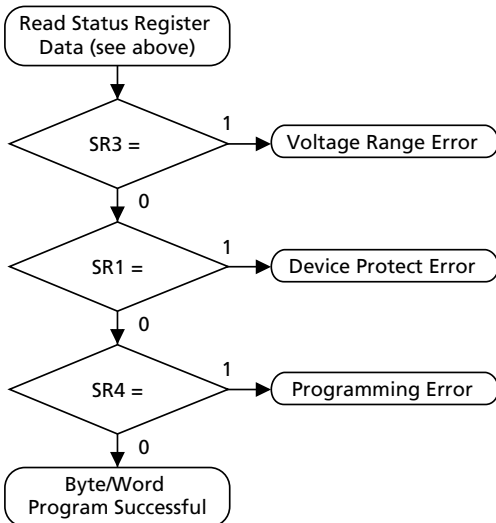 Read Status Register
Data (see above)
SR3 =
1
Voltage Range Error
0
SR1 =
1
Device Protect Error
0
SR4 =
1
Programming Error
0
Byte/Word
Program Successful